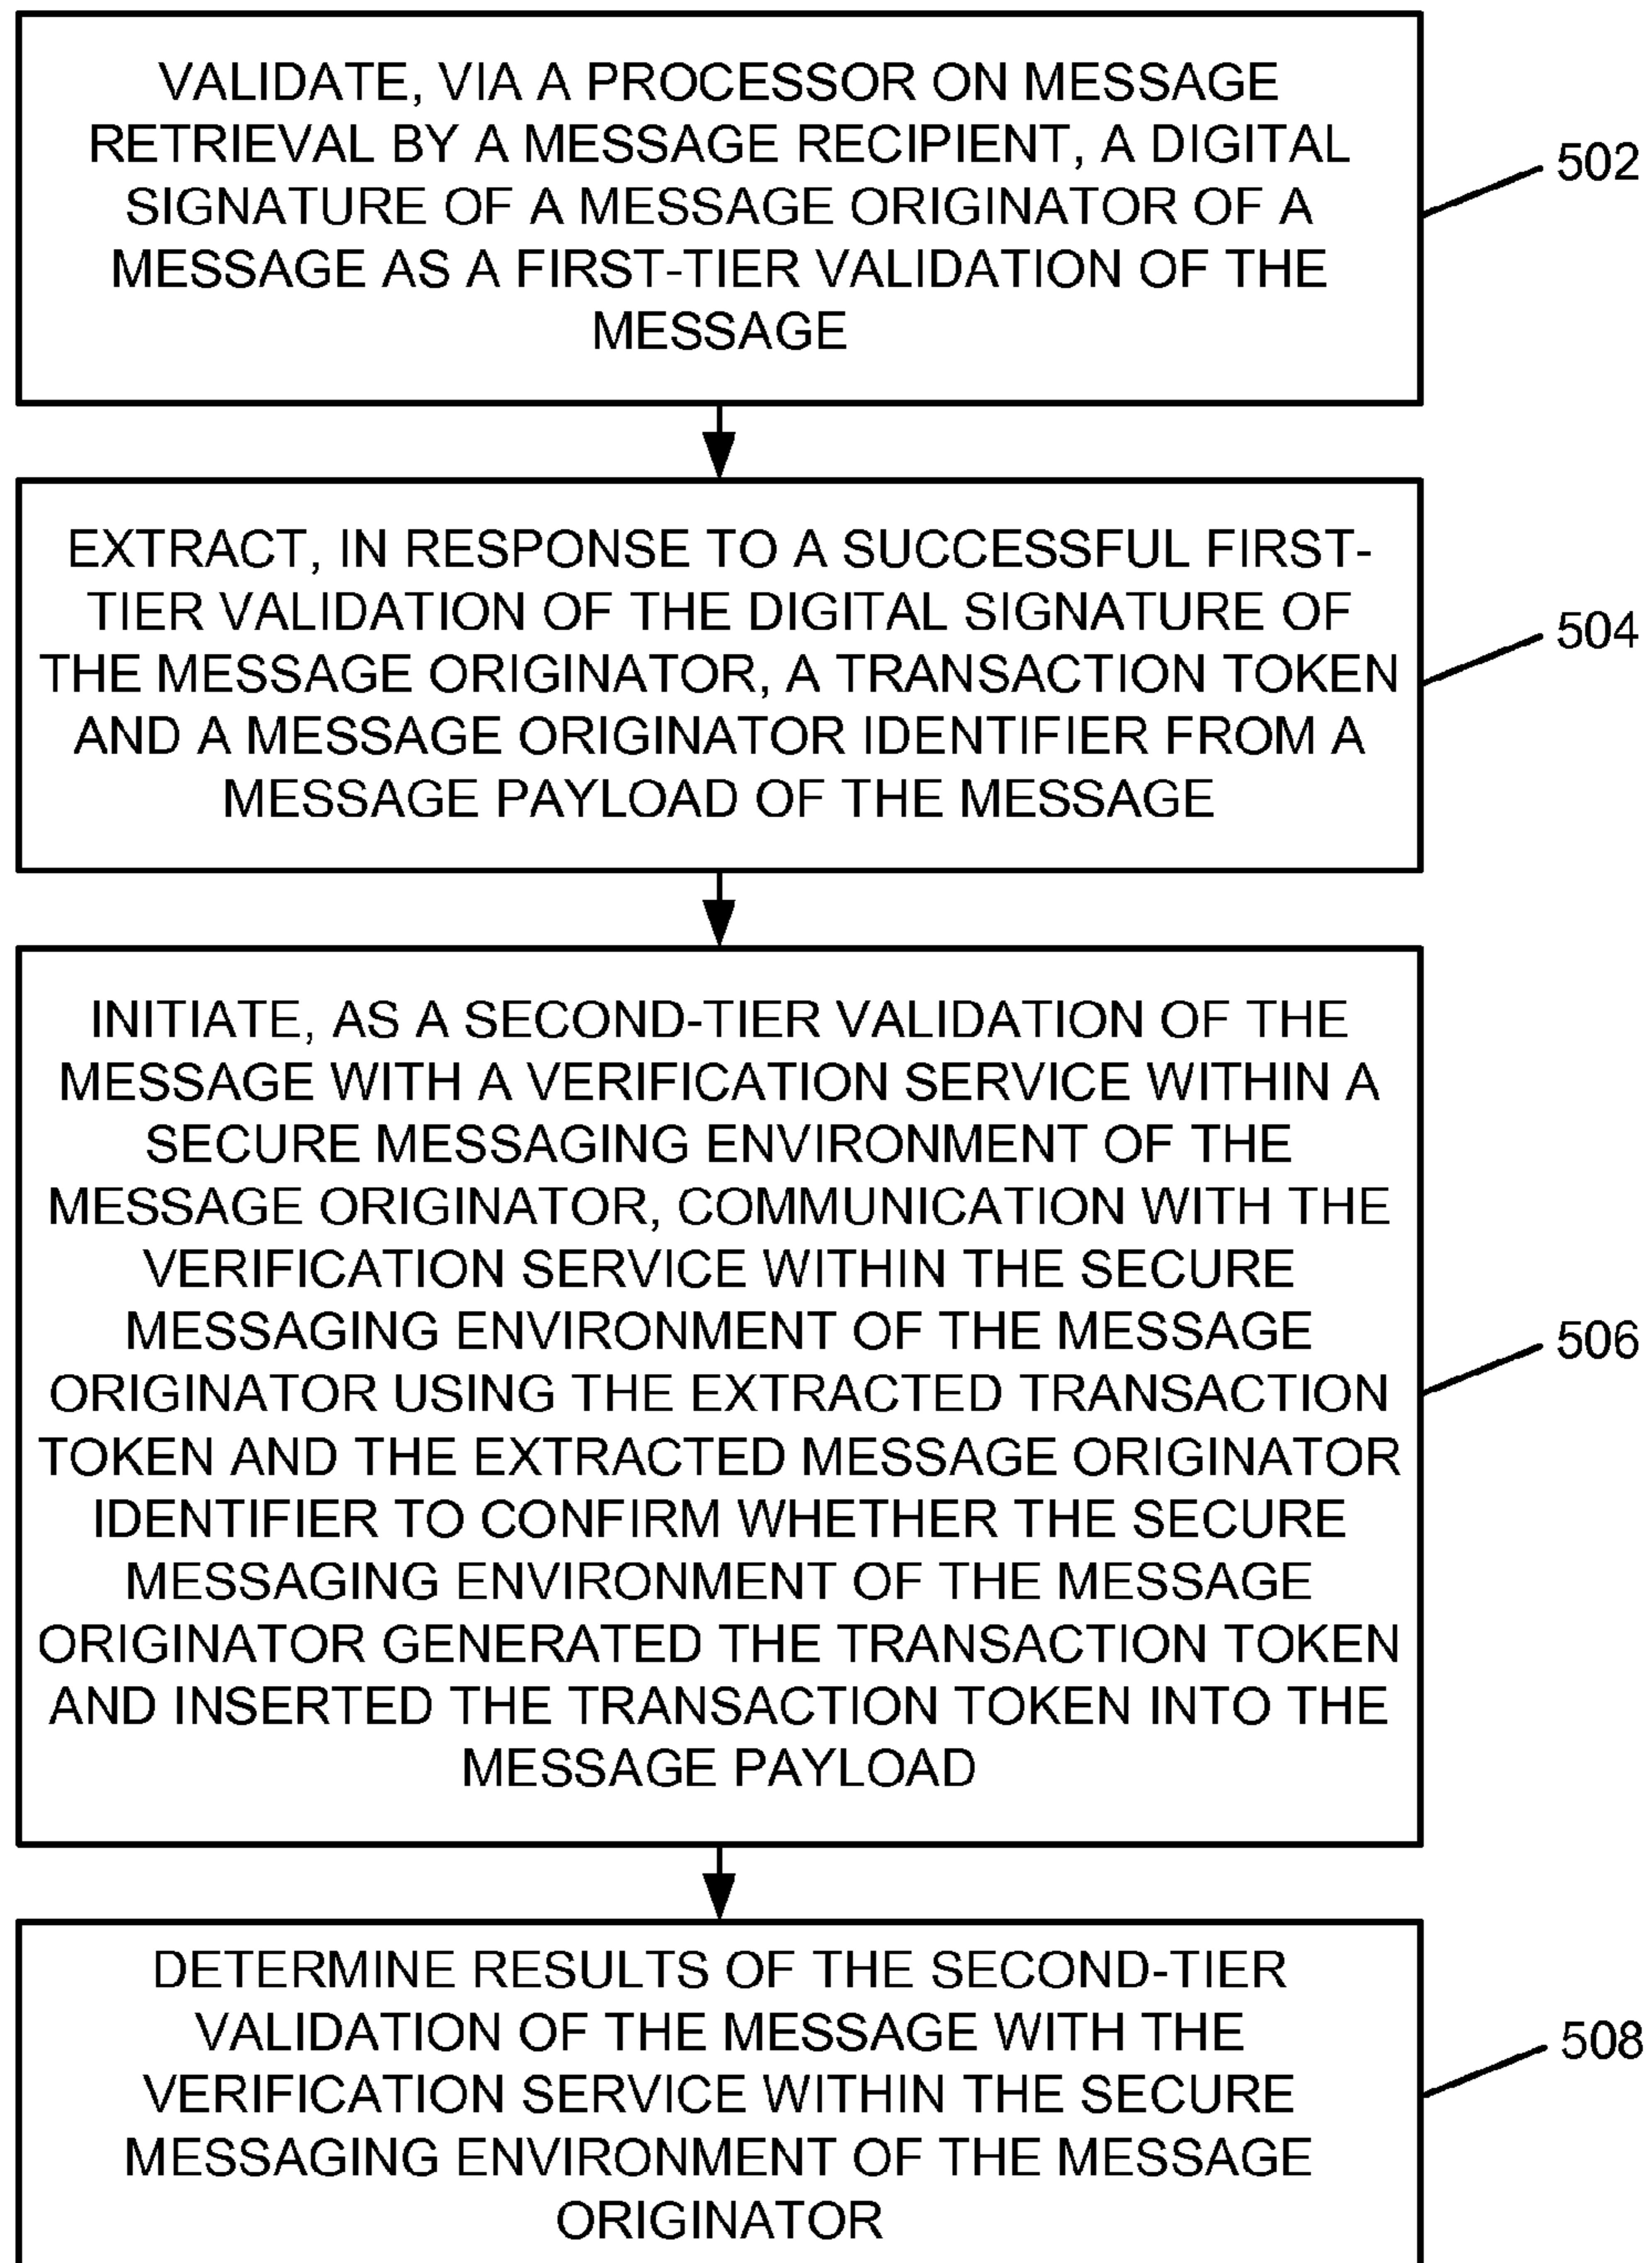 VALIDATE, VIA A PROCESSOR ON MESSAGE
RETRIEVAL BY A MESSAGE RECIPIENT, A DIGITAL
SIGNATURE OF A MESSAGE ORIGINATOR OF A
MESSAGE AS A FIRST-TIER VALIDATION OF THE
MESSAGE
502
EXTRACT, IN RESPONSE TO A SUCCESSFUL FIRST-
TIER VALIDATION OF THE DIGITAL SIGNATURE OF
THE MESSAGE ORIGINATOR, A TRANSACTION TOKEN
AND A MESSAGE ORIGINATOR IDENTIFIER FROM A
MESSAGE PAYLOAD OF THE MESSAGE
504
INITIATE, AS A SECOND-TIER VALIDATION OF THE
MESSAGE WITH A VERIFICATION SERVICE WITHIN A
SECURE MESSAGING ENVIRONMENT OF THE
MESSAGE ORIGINATOR, COMMUNICATION WITH THE
VERIFICATION SERVICE WITHIN THE SECURE
MESSAGING ENVIRONMENT OF THE MESSAGE
ORIGINATOR USING THE EXTRACTED TRANSACTION
TOKEN AND THE EXTRACTED MESSAGE ORIGINATOR
IDENTIFIER TO CONFIRM WHETHER THE SECURE
MESSAGING ENVIRONMENT OF THE MESSAGE
ORIGINATOR GENERATED THE TRANSACTION TOKEN
AND INSERTED THE TRANSACTION TOKEN INTO THE
MESSAGE PAYLOAD
506
DETERMINE RESULTS OF THE SECOND-TIER
VALIDATION OF THE MESSAGE WITH THE
VERIFICATION SERVICE WITHIN THE SECURE
MESSAGING ENVIRONMENT OF THE MESSAGE
ORIGINATOR
508